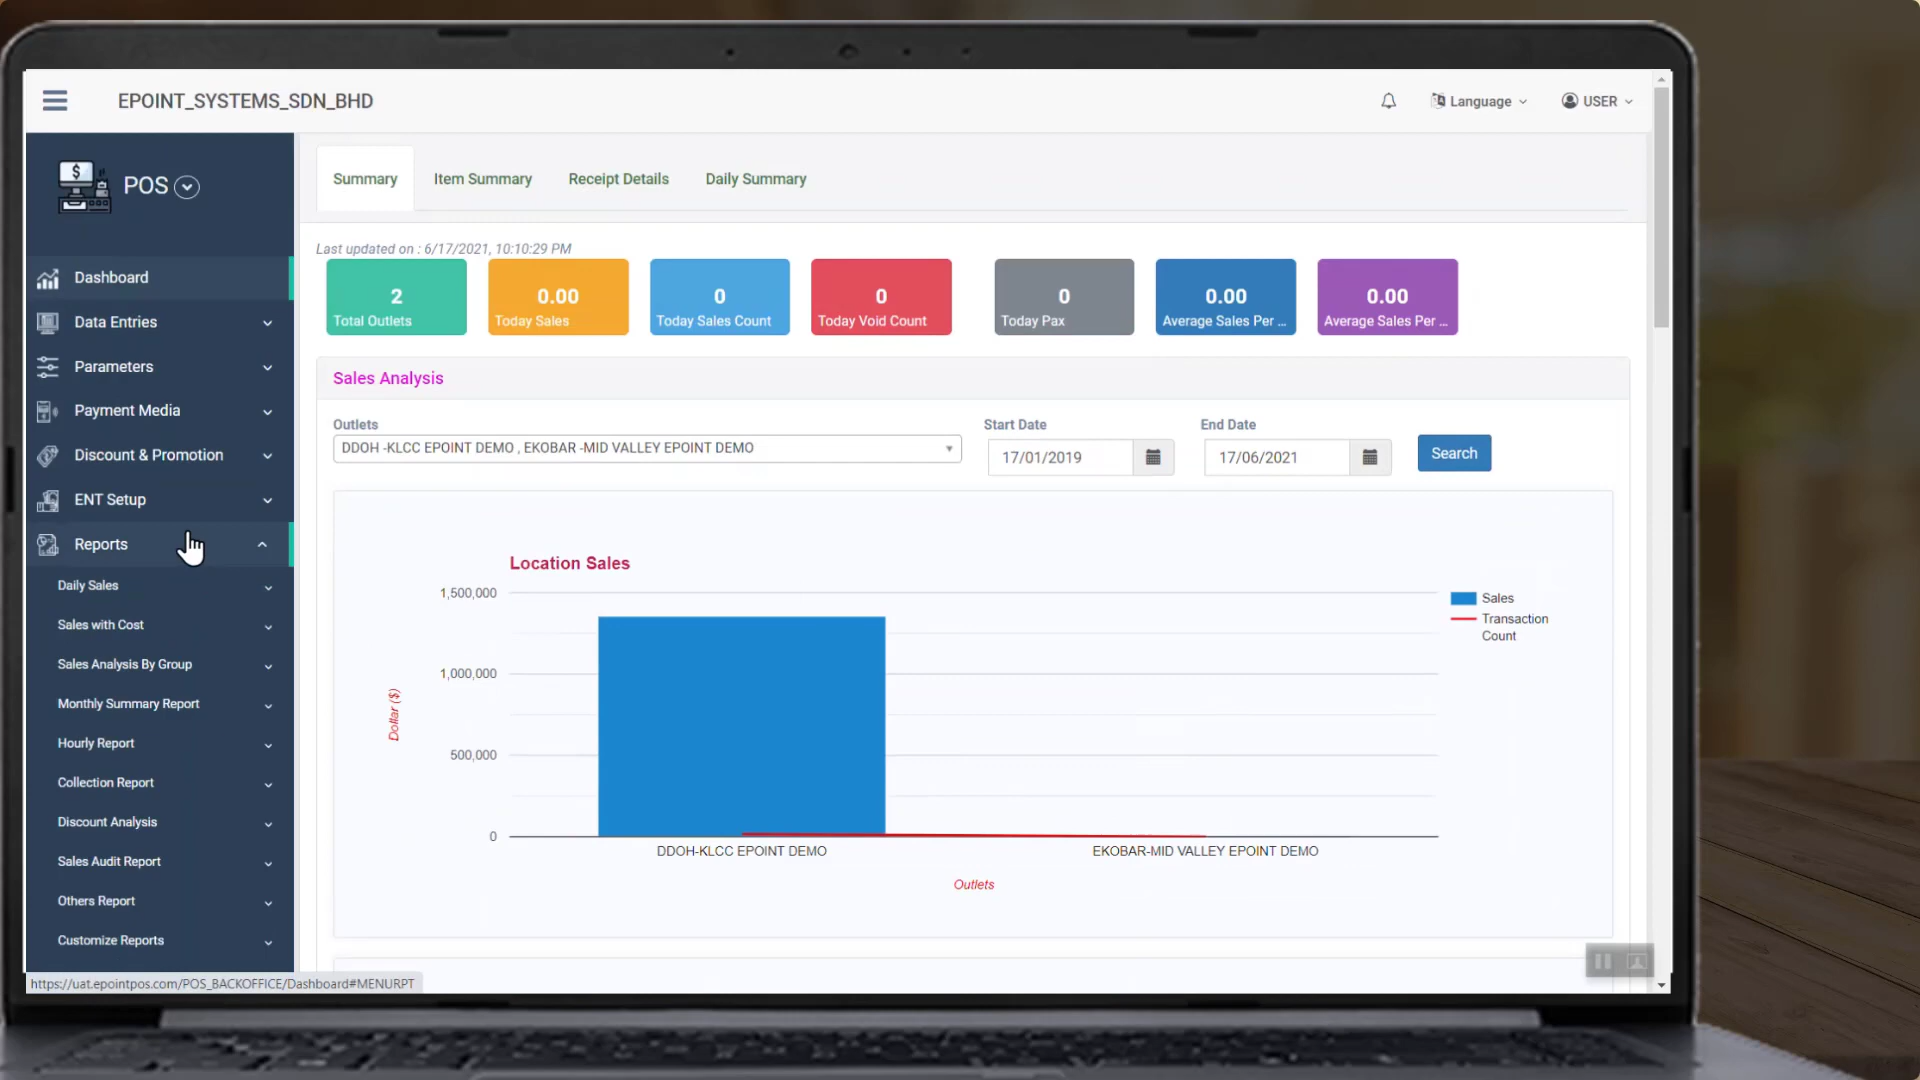 EPOINT_SYSTEMS_SDN_BHD
Language
USER
POS
Dashboard
Data Entries
Parameters
Payment Media
Discount & Promotion
ENT Setup
Reports
Daily Sales
Sales with Cost
Sales Analysis By Group
Monthly Summary Report
Hourly Report
Collection Report
Discount Analysis
Sales Audit Report
Others Report
Customize Reports
Summary
Item Summary
Receipt Details
Daily Summary
Last updated on : 6/17/2021, 10:10:29 PM
2
Total Outlets
0.00
Today Sales
0
Today Sales Count
0
Today Void Count
0
Today Pax
0.00
Average Sales Per ...
0.00
Average Sales Per ...
Sales Analysis
Outlets
DDOH -KLCC EPOINT DEMO , EKOBAR -MID VALLEY EPOINT DEMO
Start Date
17/01/2019
End Date
17/06/2021
Search
Location Sales
1,500,000
1,000,000
500,000
0
Dollar ($)
Sales
Transaction
Count
DDOH-KLCC EPOINT DEMO
EKOBAR-MID VALLEY EPOINT DEMO
Outlets
https://uat.epointpos.com/POS_BACKOFFICE/Dashboard#MENURPT